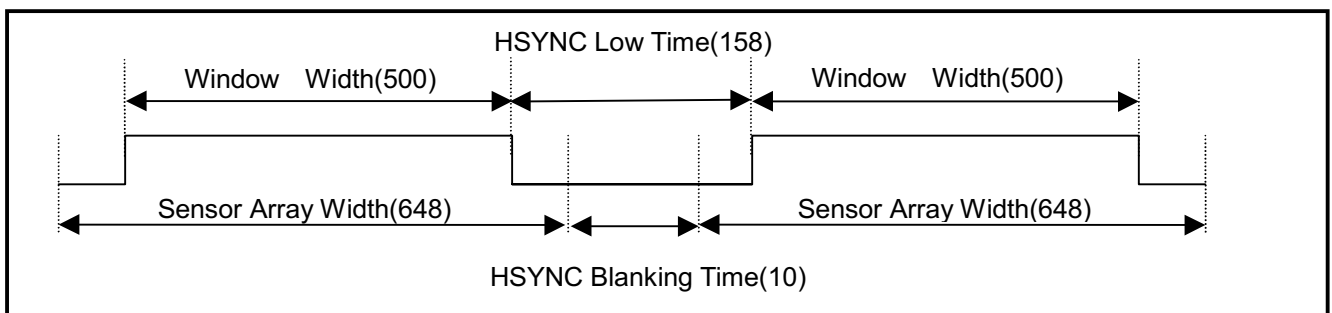 HSYNC Low Time(158)
Window Width(500)
Window Width(500)
Sensor Array Width(648)
Sensor Array Width(648)
HSYNC Blanking Time(10)